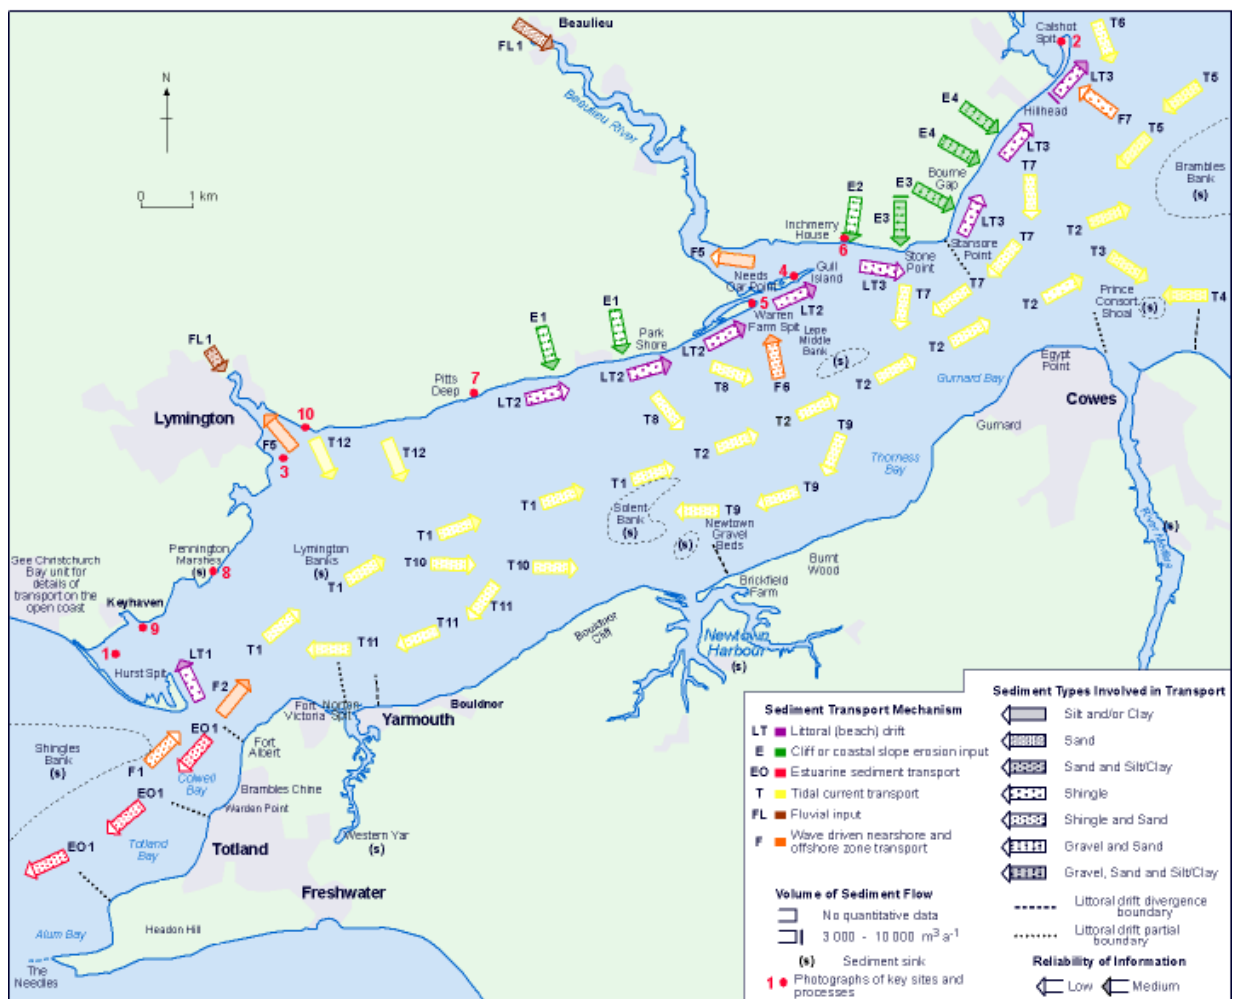 Beaulieu
FL 1
Beaulieu River
Calshot
Spit
2
T6
LT3
Hillhead
F7
T5
T5
Brambles
Bank
(s)
E4
E4
LT3
Bourne
Gap
T7
E3
E3
E2
LT3
Stansore
Point
T2
T7
T3
Inchmerry
House
6
Stone
Point
LT3
T7
T7
T2
Prince
Consort
Shoal
(s)
T4
N
0
1 km
F5
Needs
Oar Point
4
Gull
Island
5
LT2
Warren
Farm Spit
Lepe
Middle
Bank
(s)
T2
E1
E1
Park
Shore
LT2
LT2
LT2
T8
F6
T2
Gurnard Bay
Egypt
Point
Cowes
FL 1
Lymington
Pitts
Deep
7
10
F5
3
T12
T12
T8
T2
T2
T9
Thorness
Bay
Gurnard
T1
T1
Solent
Bank
(s)
T9
T9
(s)
Newtown
Gravel
Beds
T1
River Medina
(s)
Pennington
Marshes
(s)
8
Lymington
Banks
(s)
T1
T10
T10
Burnt
Wood
Brickfield
Farm
See Christchurch
Bay unit for
details of
transport on the
open coast
Keyhaven
9
1
T11
T11
T11
T1
Bouldnor
Cliff
Newtown
Harbour
(s)
Hurst Spit
LT1
F2
Fort
Victoria
Norton
Spit
Yarmouth
Bouldnor
Shingles
Bank
(s)
F1
EO1
Fort
Albert
Colwell
Bay
EO1
Brambles Chine
Warden Point
Totland
Bay
EO1
Totland
Western Yar
(s)
Freshwater
Alum Bay
Headon Hill
The
Needles
Sediment Transport Mechanism
LT Littoral (beach) drift
E Cliff or coastal slope erosion input
EO Estuarine sediment transport
T Tidal current transport
FL Fluvial input
F Wave driven nearshore and
offshore zone transport
Volume of Sediment Flow
No quantitative data
3 000 - 10 000 m³ a⁻¹
(s) Sediment sink
1 Photographs of key sites and
processes
Sediment Types Involved in Transport
Silt and/or Clay
Sand
Sand and Silt/Clay
Shingle
Shingle and Sand
Gravel and Sand
Gravel, Sand and Silt/Clay
Littoral drift divergence
boundary
Littoral drift partial
boundary
Reliability of Information
Low
Medium